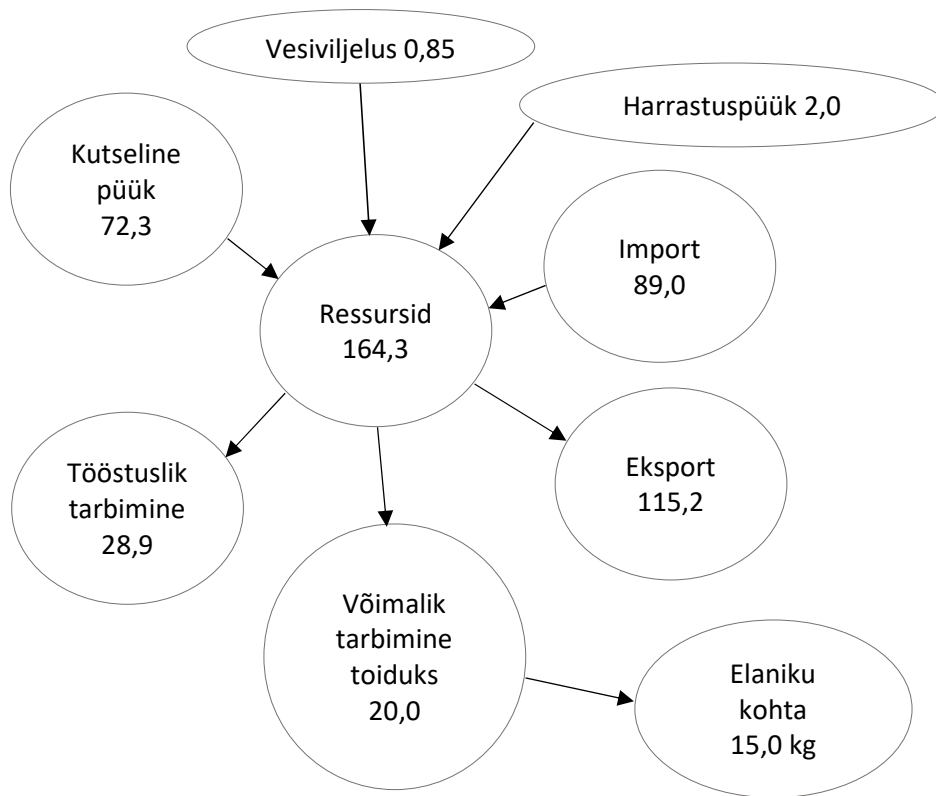 Vesiviljelus 0,85
Harrastuspüük 2,0
Kutseline
püük
72,3
Import
89,0
Ressursid
164,3
Tööstuslik
tarbimine
28,9
Eksport
115,2
Võimalik
tarbimine
toiduks
20,0
Elaniku
kohta
15,0 kg